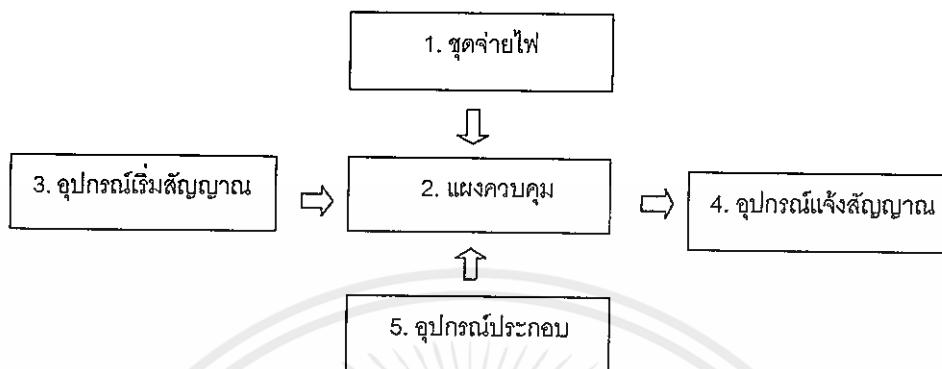 1. ชุดจ่ายไฟ
3. อุปกรณ์เริ่มสัญญาณ
2. แผงควบคุม
4. อุปกรณ์แจ้งสัญญาณ
5. อุปกรณ์ประกอบ